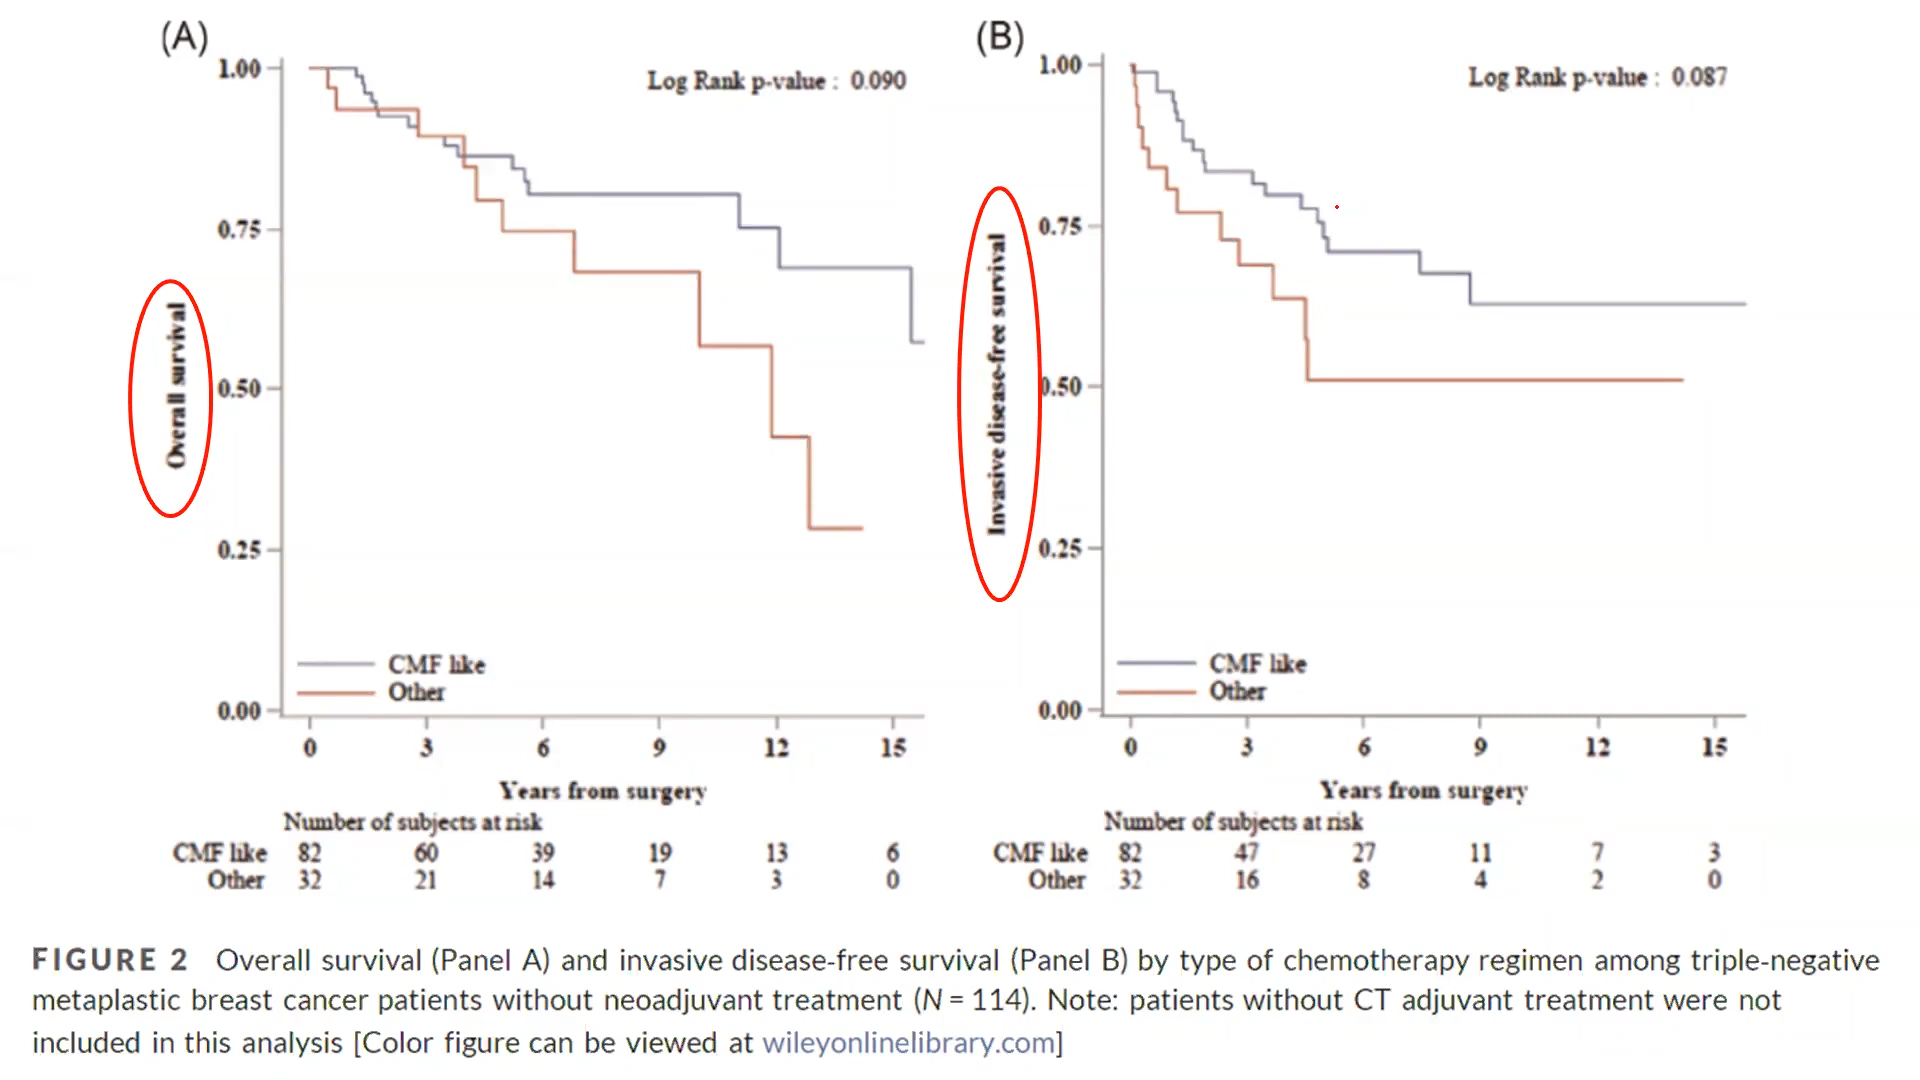 (A)
Log Rank p-value : 0.090
Overall survival
1.00
0.75
0.50
0.25
0.00
CMF like
Other
0 3 6 9 12 15
Years from surgery
Number of subjects at risk
CMF like 82 60 39 19 13 6
Other 32 21 14 7 3 0
(B)
Log Rank p-value : 0.087
Invasive disease-free survival
1.00
0.75
0.50
0.25
0.00
CMF like
Other
0 3 6 9 12 15
Years from surgery
Number of subjects at risk
CMF like 82 47 27 11 7 3
Other 32 16 8 4 2 0
FIGURE 2 Overall survival (Panel A) and invasive disease-free survival (Panel B) by type of chemotherapy regimen among triple-negative
metaplastic breast cancer patients without neoadjuvant treatment (N = 114). Note: patients without CT adjuvant treatment were not
included in this analysis [Color figure can be viewed at wileyonlinelibrary.com]